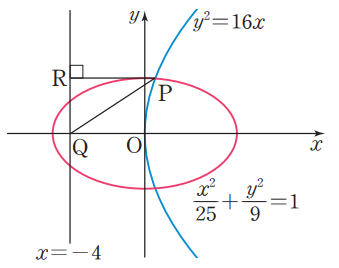 y
y²=16x
R
P
Q
O
x
x²/25 + y²/9 = 1
x=-4